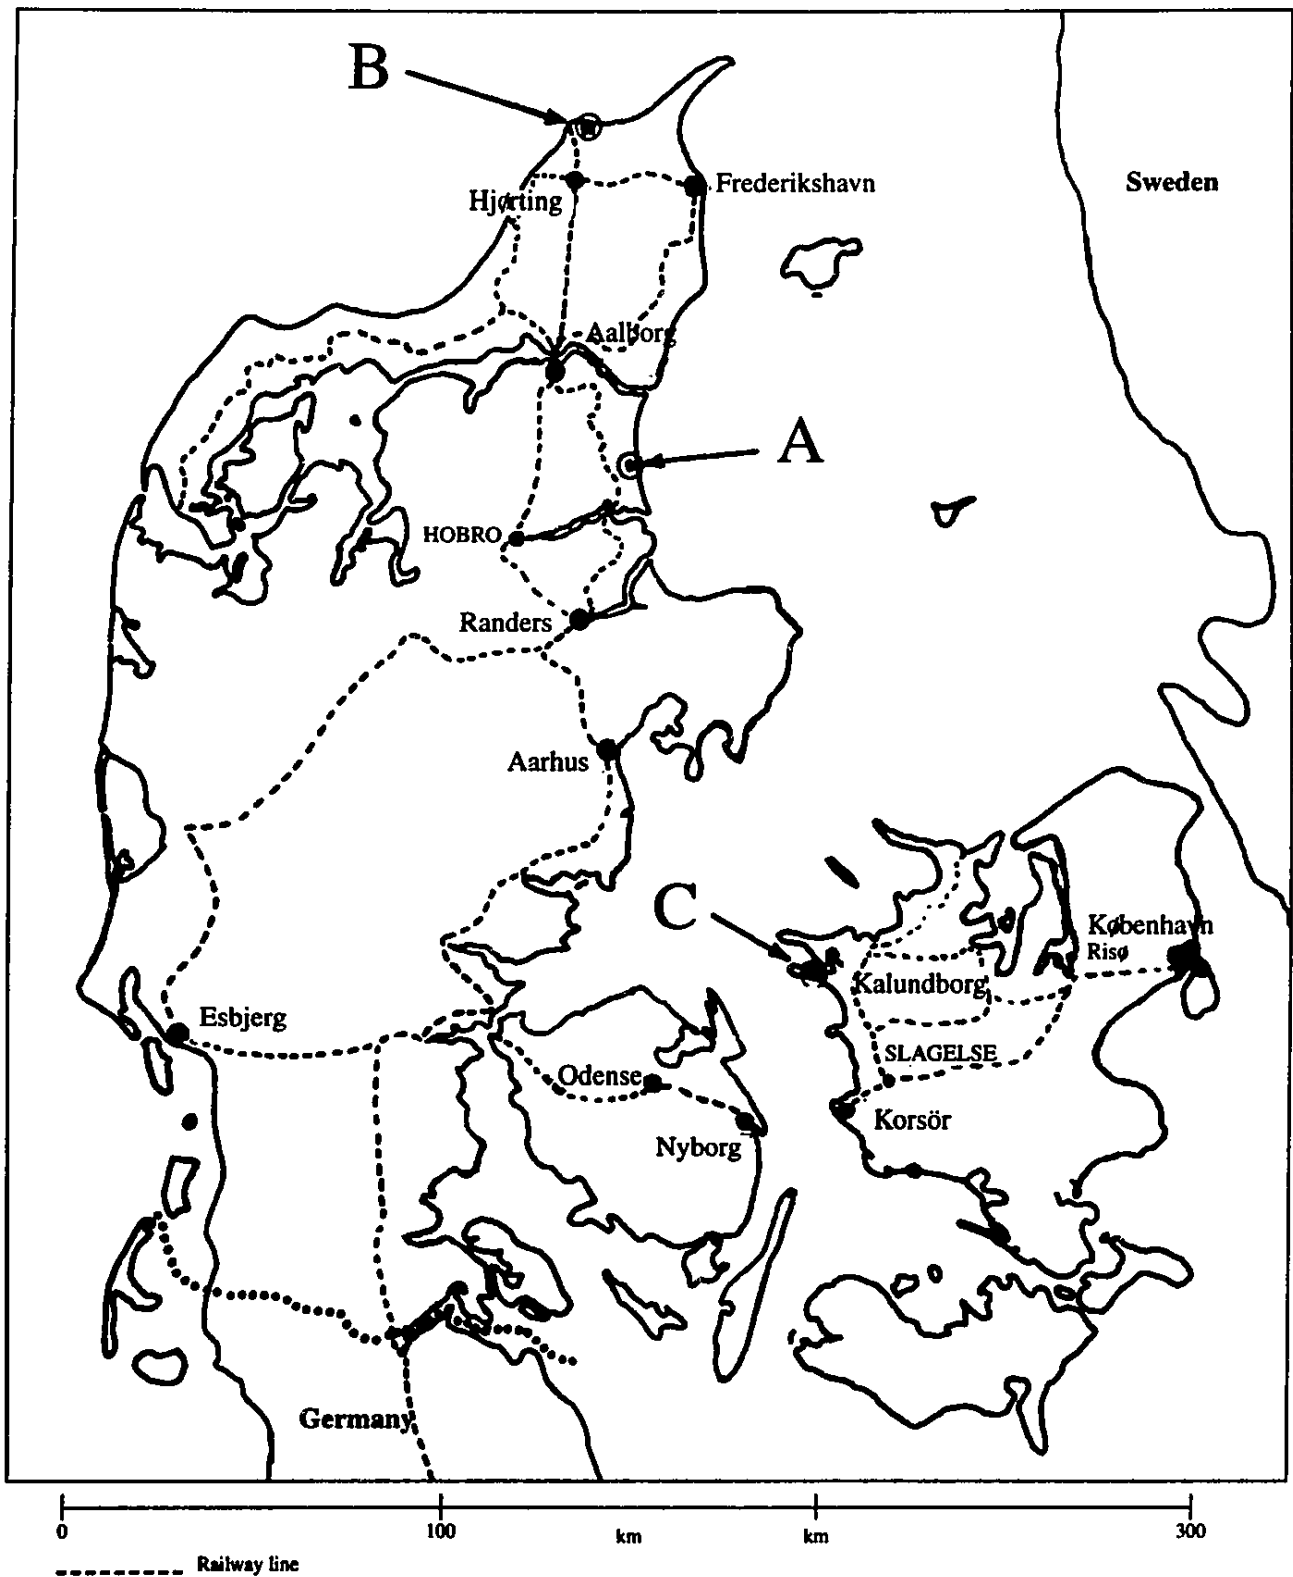 B
Hjørting
Frederikshavn
Sweden
Aalborg
A
HOBRO
Randers
Aarhus
C
København
Risø
Kalundborg
Esbjerg
SLAGELSE
Odense
Korsör
Nyborg
Germany
0
100
km
km
300
Railway line